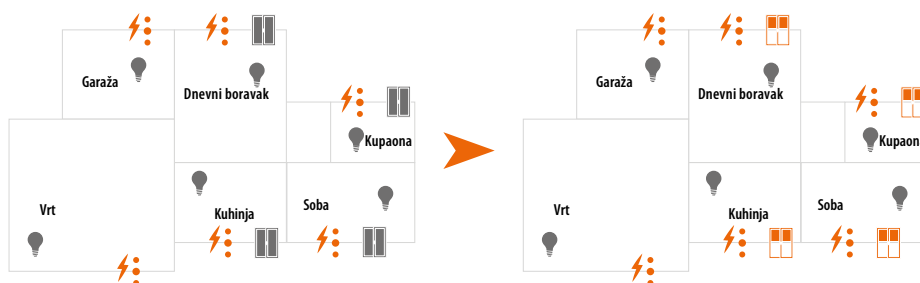 Garaža
Dnevni boravak
Kupaona
Vrt
Kuhinja
Soba
Garaža
Dnevni boravak
Kupaon
Vrt
Kuhinja
Soba